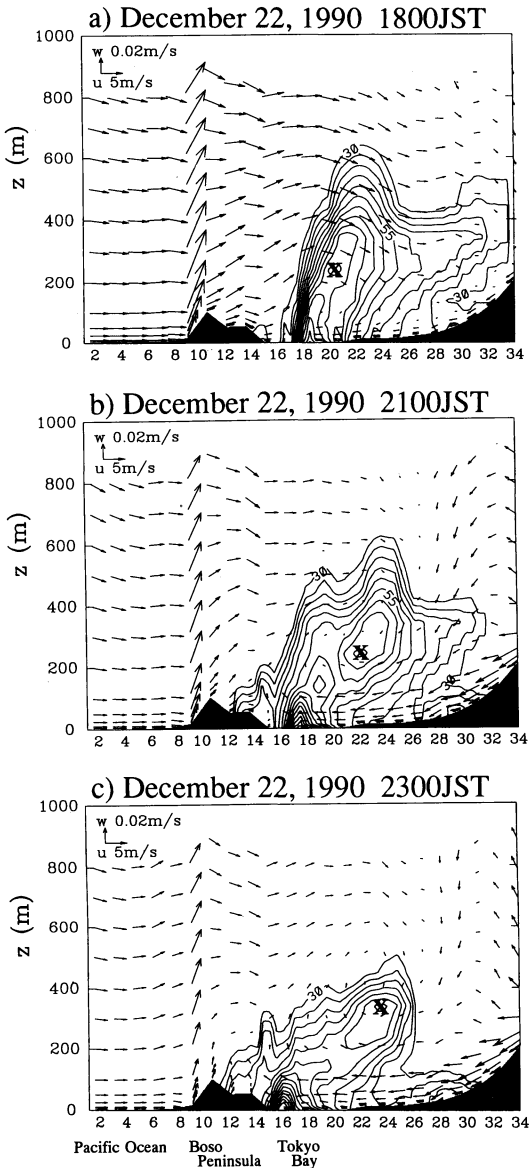 a) December 22, 1990 1800JST
1000
w 0.02m/s
u 5m/s
800
600
400
200
0
z (m)
30
55
X
30
2 4 6 8 10 12 14 16 18 20 22 24 26 28 30 32 34
b) December 22, 1990 2100JST
1000
w 0.02m/s
u 5m/s
800
600
400
200
0
z (m)
30
55
X
30
2 4 6 8 10 12 14 16 18 20 22 24 26 28 30 32 34
c) December 22, 1990 2300JST
1000
w 0.02m/s
u 5m/s
800
600
400
200
0
z (m)
30
X
2 4 6 8 10 12 14 16 18 20 22 24 26 28 30 32 34
Pacific Ocean Boso Tokyo
Peninsula Bay